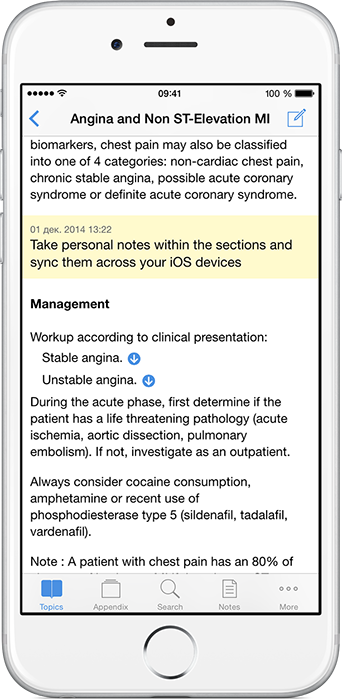 09:41
100 %
Angina and Non ST-Elevation MI
biomarkers, chest pain may also be classified
into one of 4 categories: non-cardiac chest pain,
chronic stable angina, possible acute coronary
syndrome or definite acute coronary syndrome.
01 дек. 2014 13:22
Take personal notes within the sections and
sync them across your iOS devices
Management
Workup according to clinical presentation:
Stable angina.
Unstable angina.
During the acute phase, first determine if the
patient has a life threatening pathology (acute
ischemia, aortic dissection, pulmonary
embolism). If not, investigate as an outpatient.
Always consider cocaine consumption,
amphetamine or recent use of
phosphodiesterase type 5 (sildenafil, tadalafil,
vardenafil).
Note : A patient with chest pain has an 80% of
Topics
Appendix
Search
Notes
More